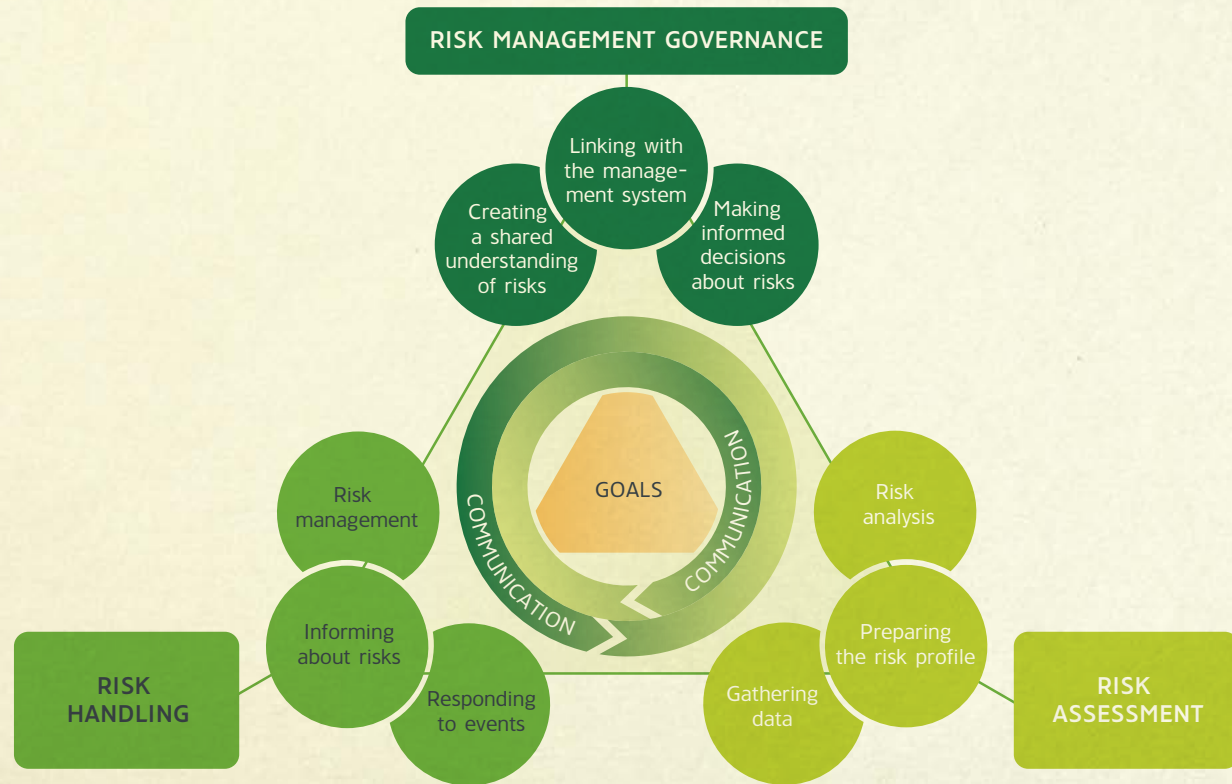 RISK MANAGEMENT GOVERNANCE
Linking with
the manage-
ment system
Creating
a shared
understanding
of risks
Making
informed
decisions
about risks
COMMUNICATION
GOALS
COMMUNICATION
Risk
management
Informing
about risks
Responding
to events
RISK
HANDLING
Risk
analysis
Preparing
the risk profile
Gathering
data
RISK
ASSESSMENT